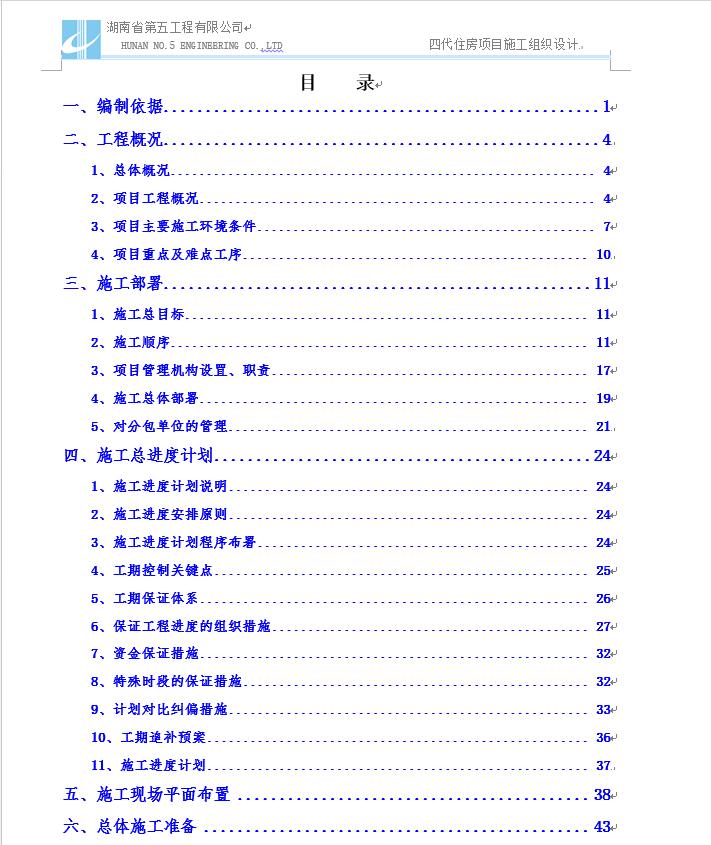 湖南省第五工程有限公司
HUNAN NO.5 ENGINEERING CO.,LTD 四代住房项目施工组织设计
目 录
一、编制依据 1
二、工程概况 4
1、总体概况 4
2、项目工程概况 4
3、项目主要施工环境条件 7
4、项目重点及难点工序 10
三、施工部署 11
1、施工总目标 11
2、施工顺序 11
3、项目管理机构设置、职责 17
4、施工总体部署 19
5、对分包单位的管理 21
四、施工总进度计划 24
1、施工进度计划说明 24
2、施工进度安排原则 24
3、施工进度计划程序布署 24
4、工期控制关键点 25
5、工期保证体系 26
6、保证工程进度的组织措施 27
7、资金保证措施 32
8、特殊时段的保证措施 32
9、计划对比纠偏措施 33
10、工期追补预案 36
11、施工进度计划 37
五、施工现场平面布置 38
六、总体施工准备 43